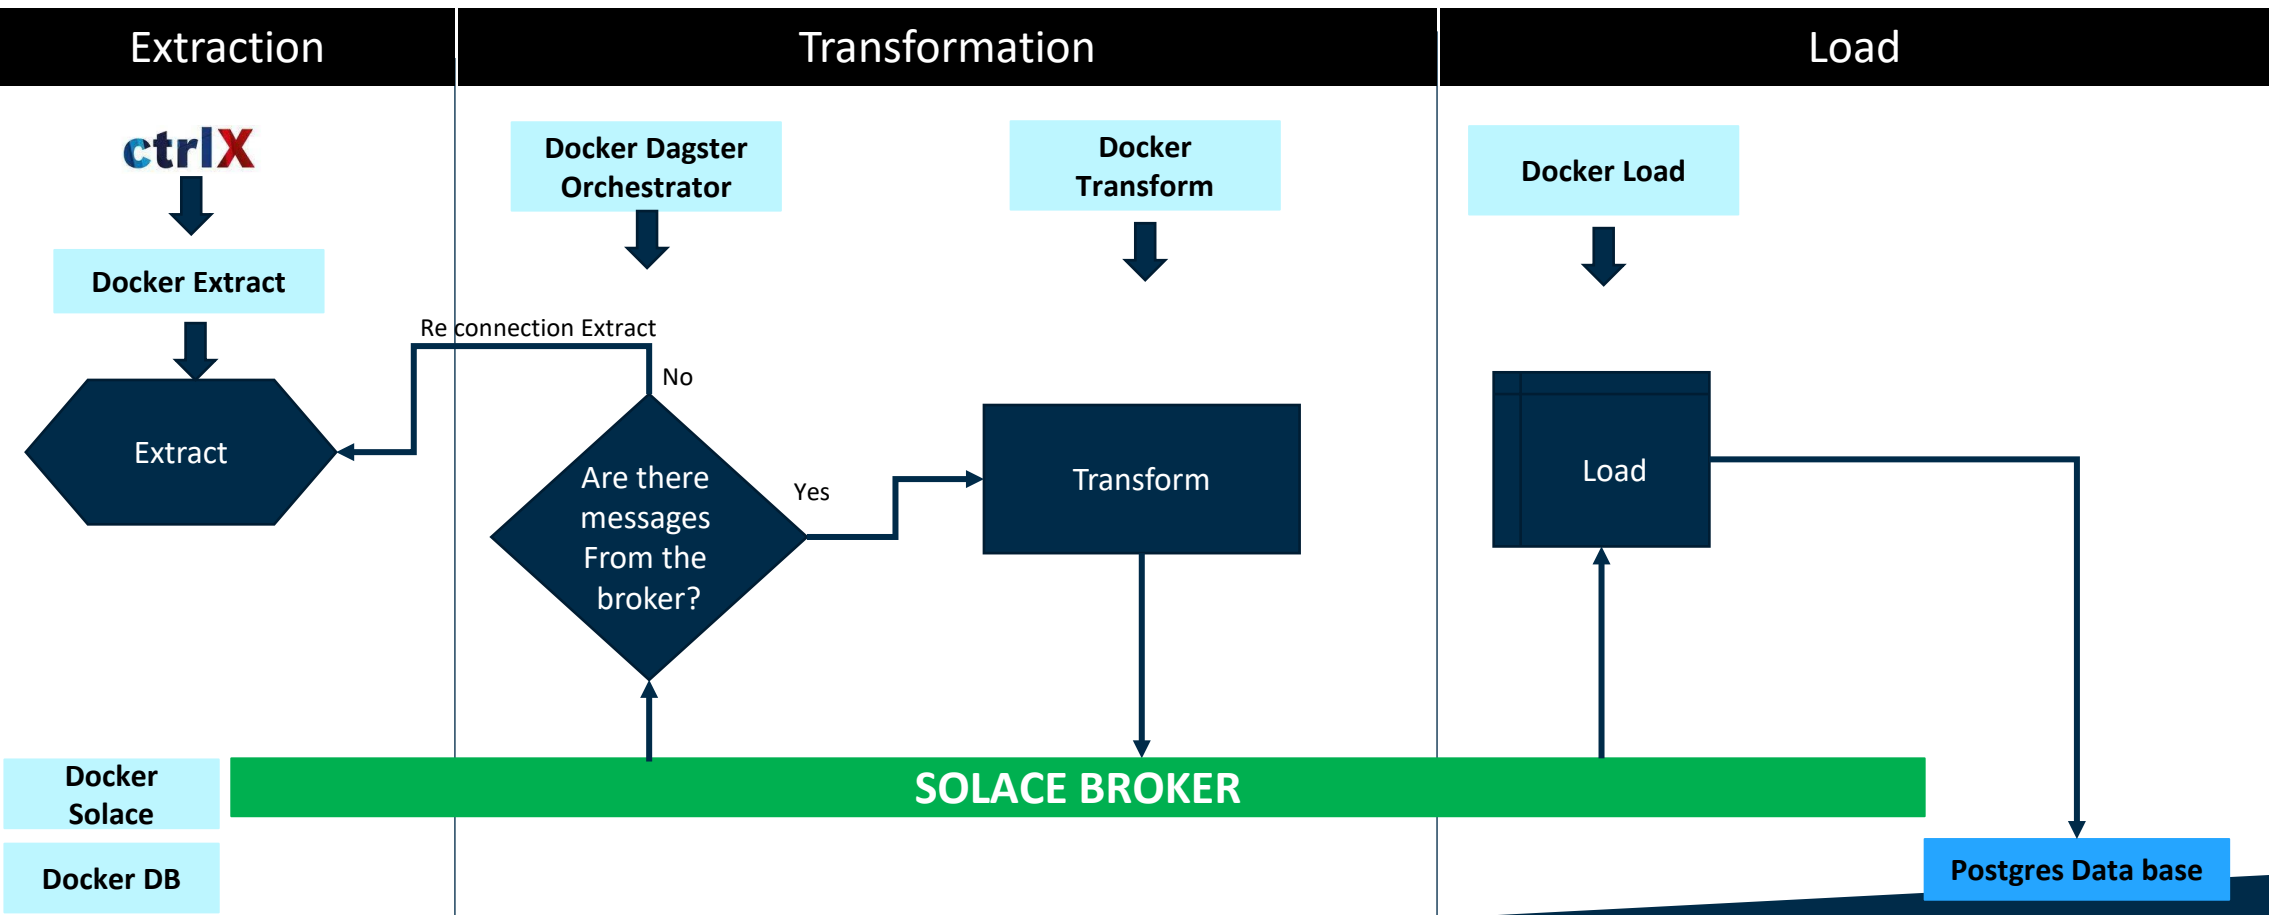 Extraction
Transformation
Load
ctrlX
Docker Dagster
Orchestrator
Docker
Transform
Docker Load
Docker Extract
Re connection Extract
No
Extract
Are there
messages
From the
broker?
Yes
Transform
Load
Docker
Solace
SOLACE BROKER
Docker DB
Postgres Data base